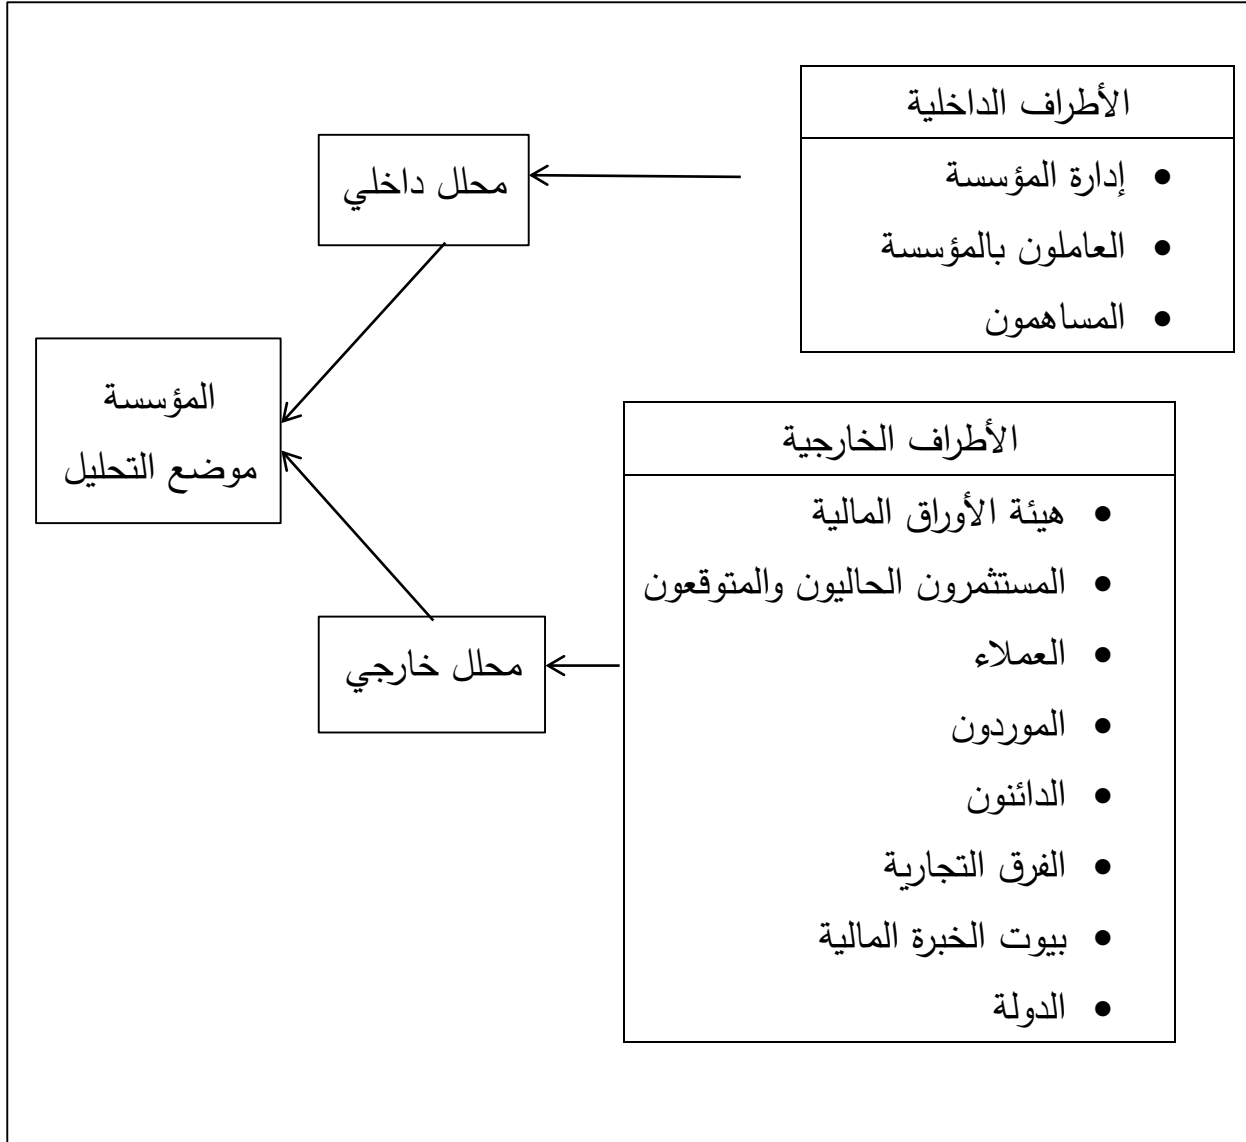 الأطراف الداخلية
• إدارة المؤسسة
• العاملون بالمؤسسة
• المساهمون
محلل داخلي
المؤسسة
موضع التحليل
الأطراف الخارجية
• هيئة الأوراق المالية
• المستثمرون الحاليون والمتوقعون
• العملاء
• الموردون
• الدائنون
• الفرق التجارية
• بيوت الخبرة المالية
• الدولة
محلل خارجي